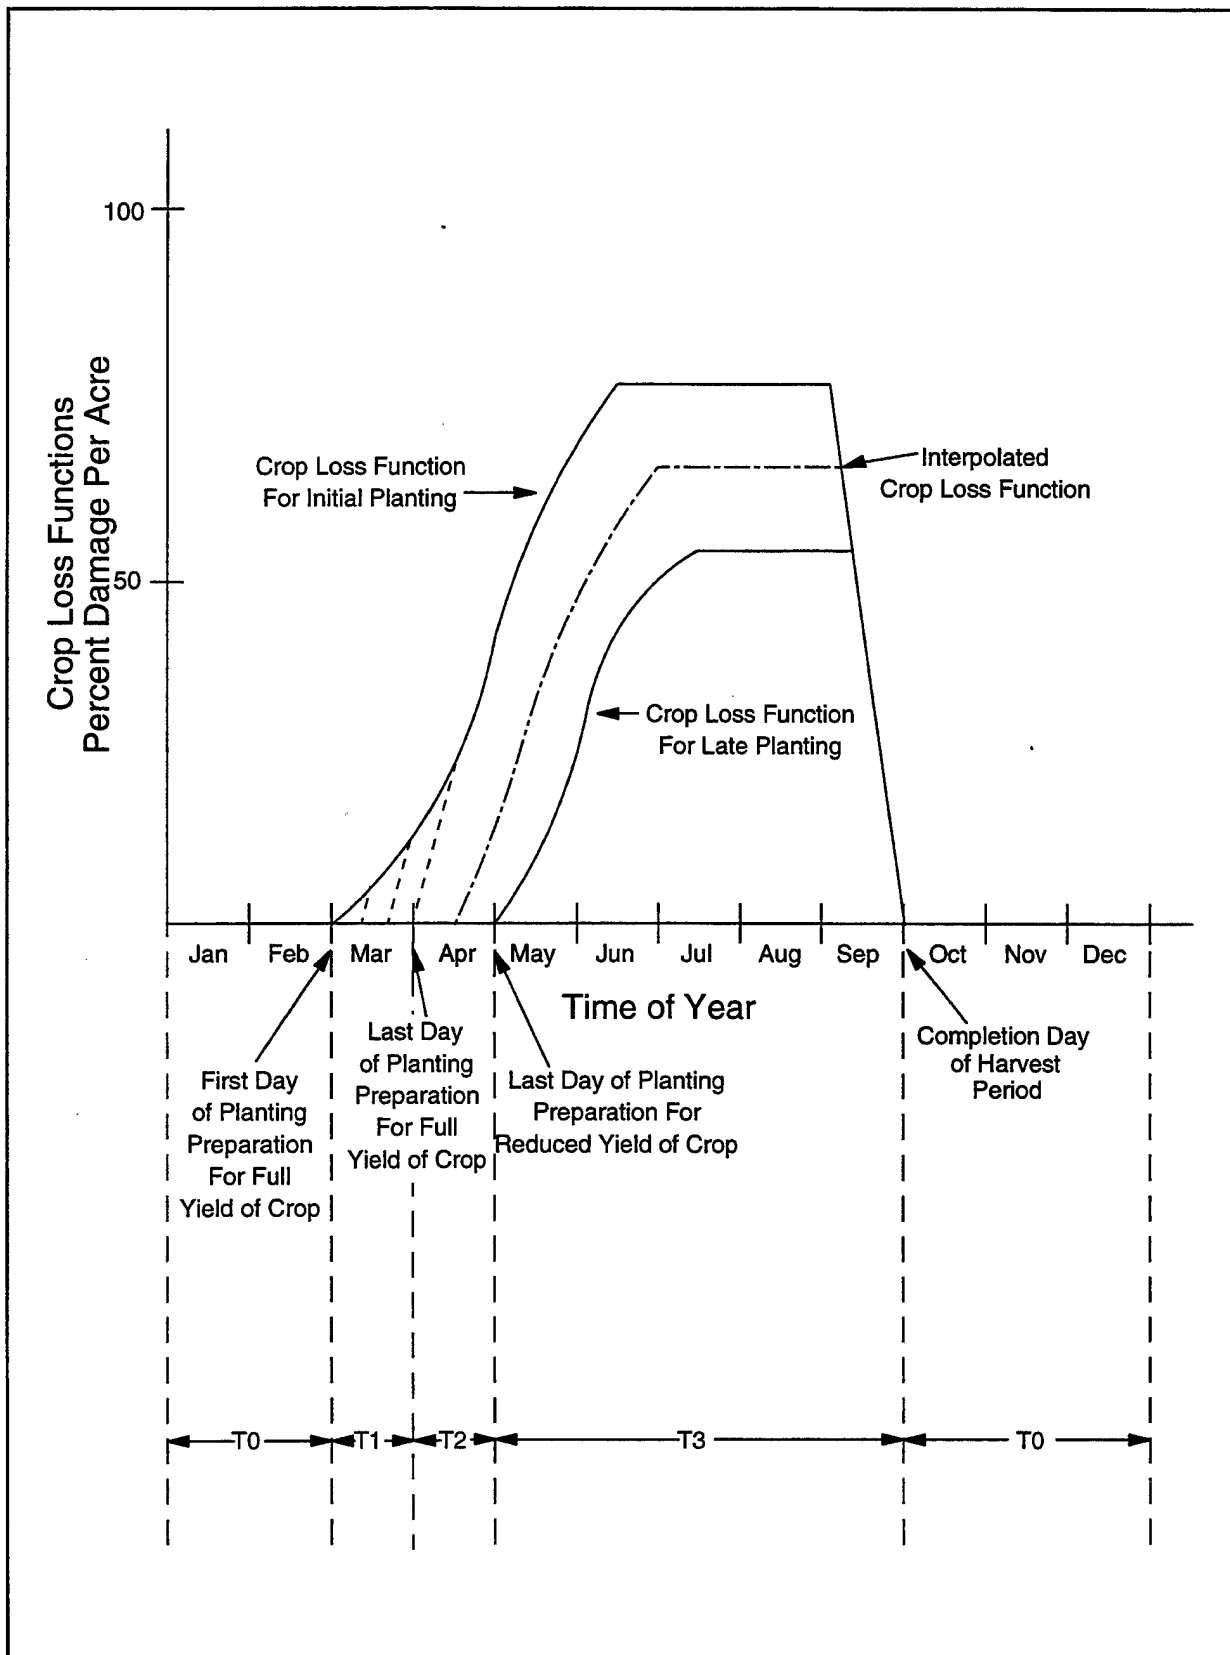 100
50
Crop Loss Functions
Percent Damage Per Acre
Crop Loss Function
For Initial Planting
Interpolated
Crop Loss Function
Crop Loss Function
For Late Planting
Jan Feb Mar Apr May Jun Jul Aug Sep Oct Nov Dec
Time of Year
First Day
of Planting
Preparation
For Full
Yield of Crop
Last Day
of Planting
Preparation
For Full
Yield of Crop
Last Day of Planting
Preparation For
Reduced Yield of Crop
Completion Day
of Harvest
Period
T0 T1 T2 T3 T0